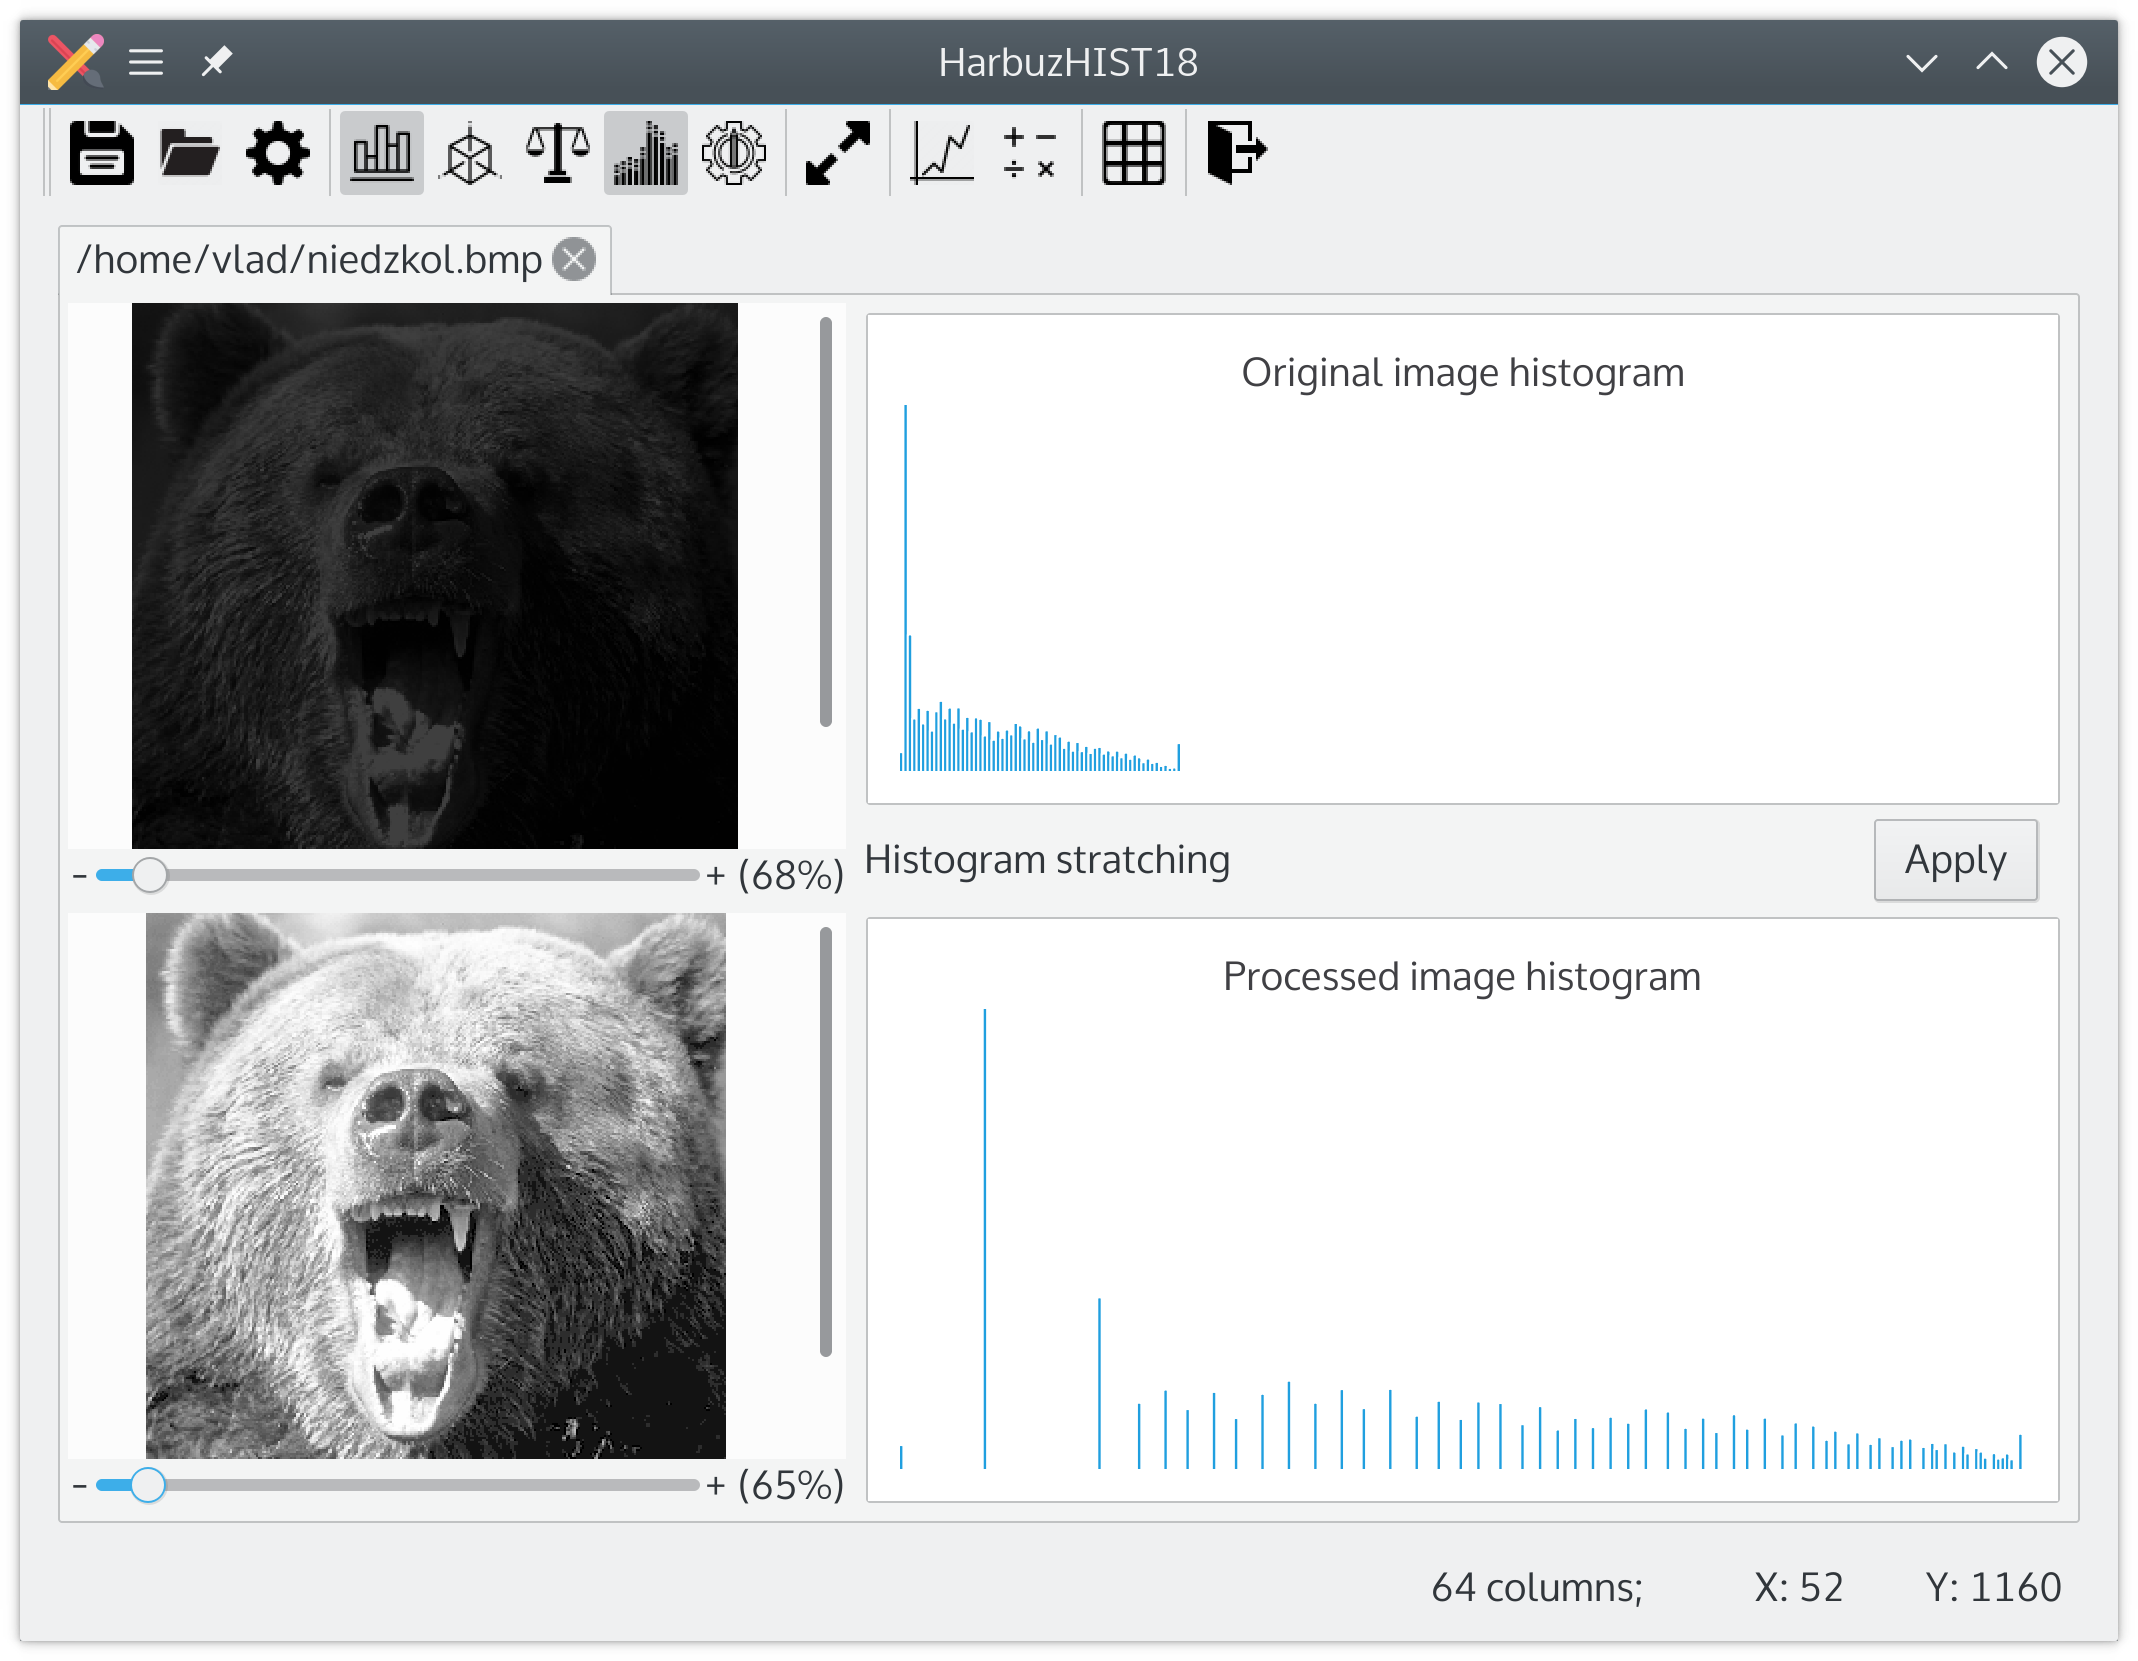 HarbuzHIST18
+ −
÷ ×
/home/vlad/niedzkol.bmp
Original image histogram
- + (68%)
Histogram stratching
Apply
Processed image histogram
- + (65%)
64 columns; X: 52 Y: 1160